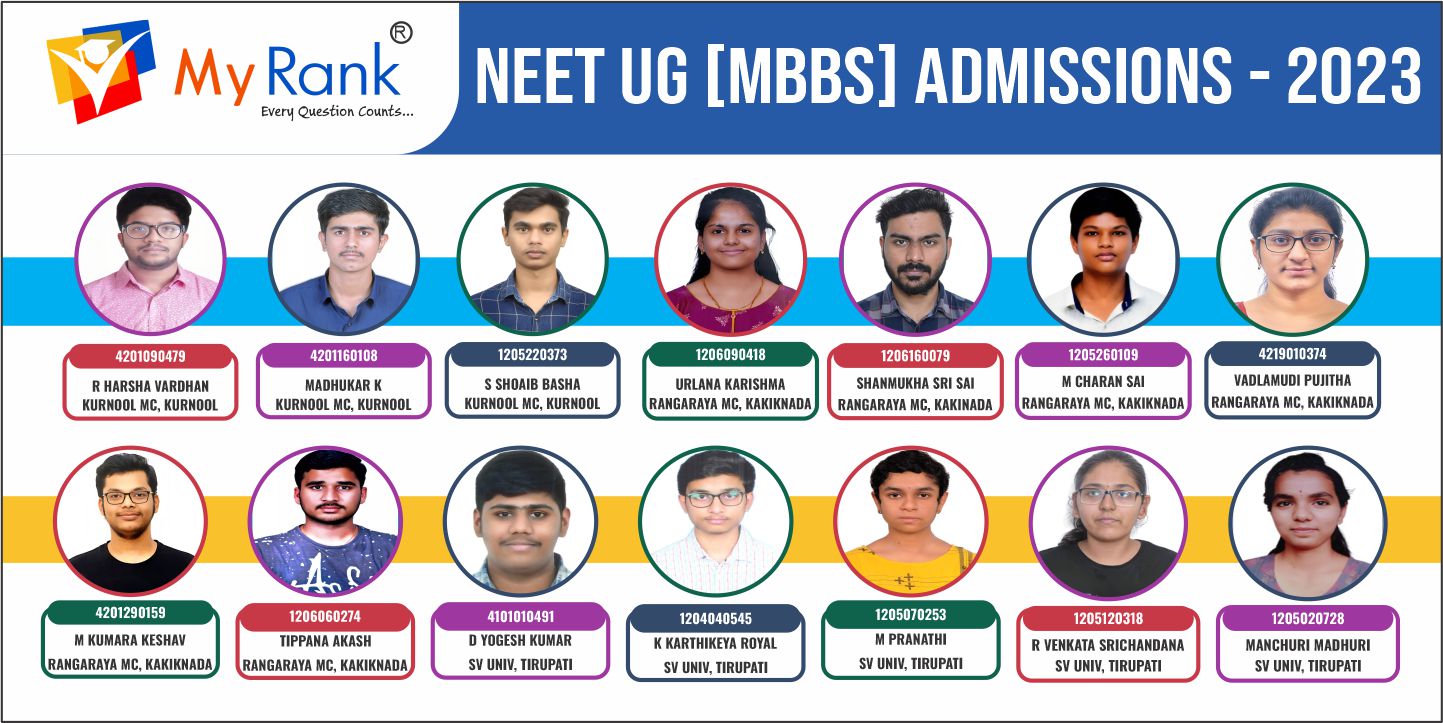 My Rank ®
Every Question Counts...
NEET UG [MBBS] ADMISSIONS - 2023
4201090479
R HARSHA VARDHAN
KURNOOL MC, KURNOOL
4201160108
MADHUKAR K
KURNOOL MC, KURNOOL
1205220373
S SHOAIB BASHA
KURNOOL MC, KURNOOL
1206090418
URLANA KARISHMA
RANGARAYA MC, KAKIKNADA
1206160079
SHANMUKHA SRI SAI
RANGARAYA MC, KAKINADA
1205260109
M CHARAN SAI
RANGARAYA MC, KAKIKNADA
4219010374
VADLAMUDI PUJITHA
RANGARAYA MC, KAKIKNADA
4201290159
M KUMARA KESHAV
RANGARAYA MC, KAKIKNADA
1206060274
TIPPANA AKASH
RANGARAYA MC, KAKIKNADA
4101010491
D YOGESH KUMAR
SV UNIV, TIRUPATI
1204040545
K KARTHIKEYA ROYAL
SV UNIV, TIRUPATI
1205070253
M PRANATHI
SV UNIV, TIRUPATI
1205120318
R VENKATA SRICHANDANA
SV UNIV, TIRUPATI
1205020728
MANCHURI MADHURI
SV UNIV, TIRUPATI